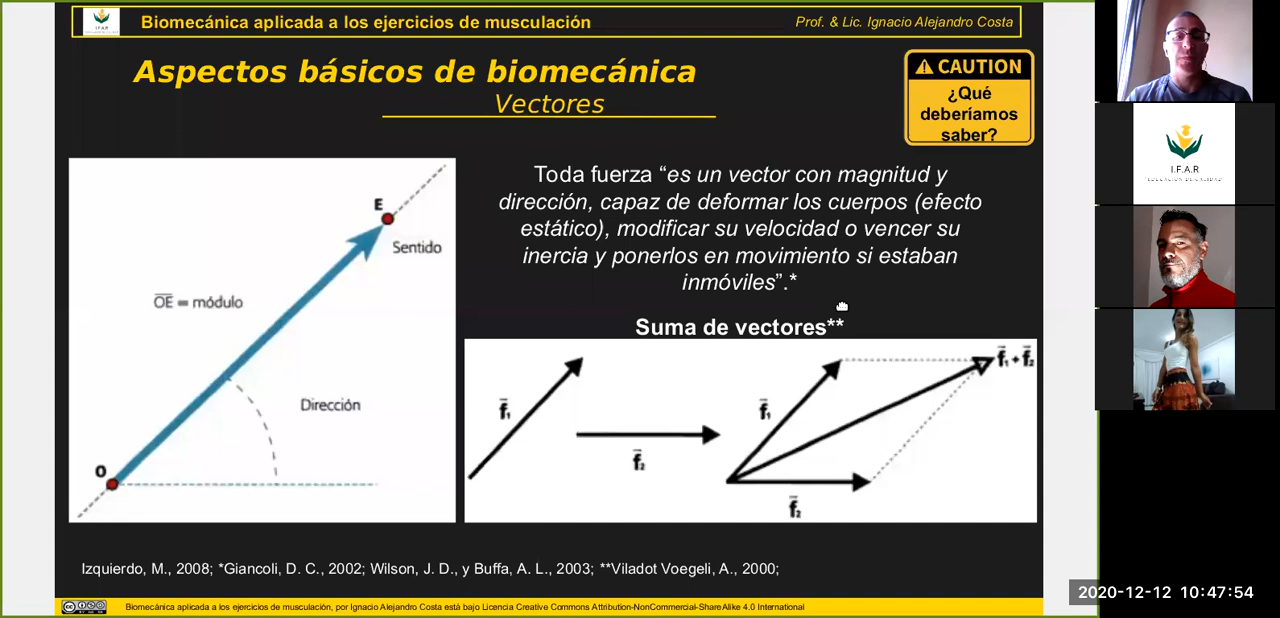 Biomecánica aplicada a los ejercicios de musculación
Prof. & Lic. Ignacio Alejandro Costa
I.F.A.R
Aspectos básicos de biomecánica
Vectores
CAUTION
¿Qué
deberíamos
saber?
Toda fuerza “es un vector con magnitud y
dirección, capaz de deformar los cuerpos (efecto
estático), modificar su velocidad o vencer su
inercia y ponerlos en movimiento si estaban
inmóviles”.*
E
Sentido
OE = módulo
Dirección
O
Suma de vectores**
f₁
f₂
f₁
f₂
f₁ + f₂
Izquierdo, M., 2008; *Giancoli, D. C., 2002; Wilson, J. D., y Buffa, A. L., 2003; **Viladot Voegeli, A., 2000;
Biomecánica aplicada a los ejercicios de musculación, por Ignacio Alejandro Costa está bajo Licencia Creative Commons Attribution-NonCommercial-ShareAlike 4.0 International
I.F.A.R
2020-12-12 10:47:54